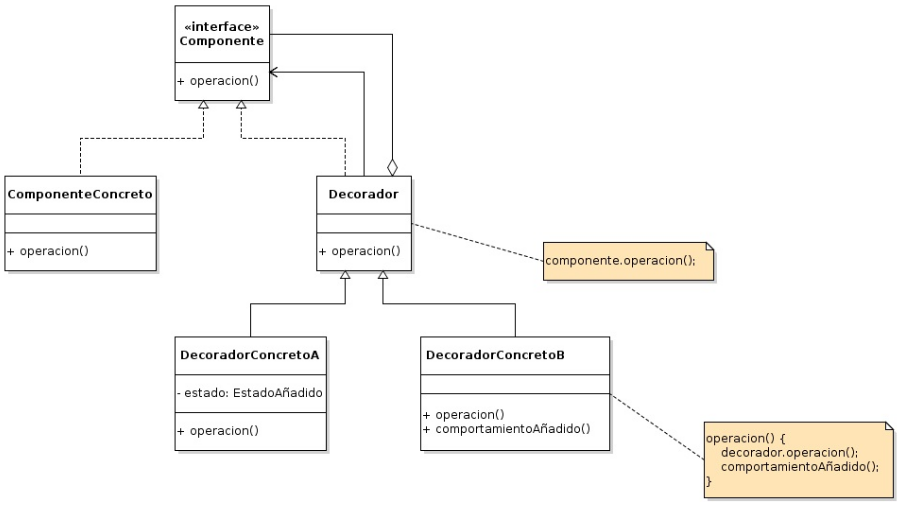 «interface»
Componente
+ operacion()
ComponenteConcreto
+ operacion()
Decorador
+ operacion()
componente.operacion();
DecoradorConcretoA
- estado: EstadoAñadido
+ operacion()
DecoradorConcretoB
+ operacion()
+ comportamientoAñadido()
operacion() {
decorador.operacion();
comportamientoAñadido();
}